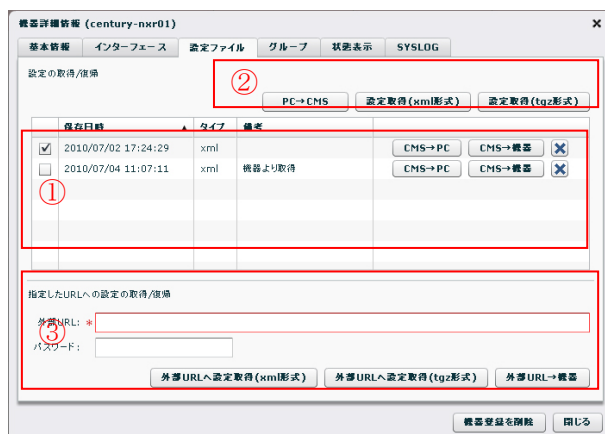 機器詳細情報 (century-nxr01)
基本情報 インターフェース 設定ファイル グループ 状態表示 SYSLOG
設定の取得/復帰
②
PC→CMS 設定取得(xml形式) 設定取得(tgz形式)
保存日時 ▲ タイプ 備考
2010/07/02 17:24:29 xml CMS→PC CMS→機器
2010/07/04 11:07:11 xml 機器より取得 CMS→PC CMS→機器
①
指定したURLへの設定の取得/復帰
外部URL: *
③
パスワード:
外部URLへ設定取得(xml形式) 外部URLへ設定取得(tgz形式) 外部URL→機器
機器登録を削除 閉じる